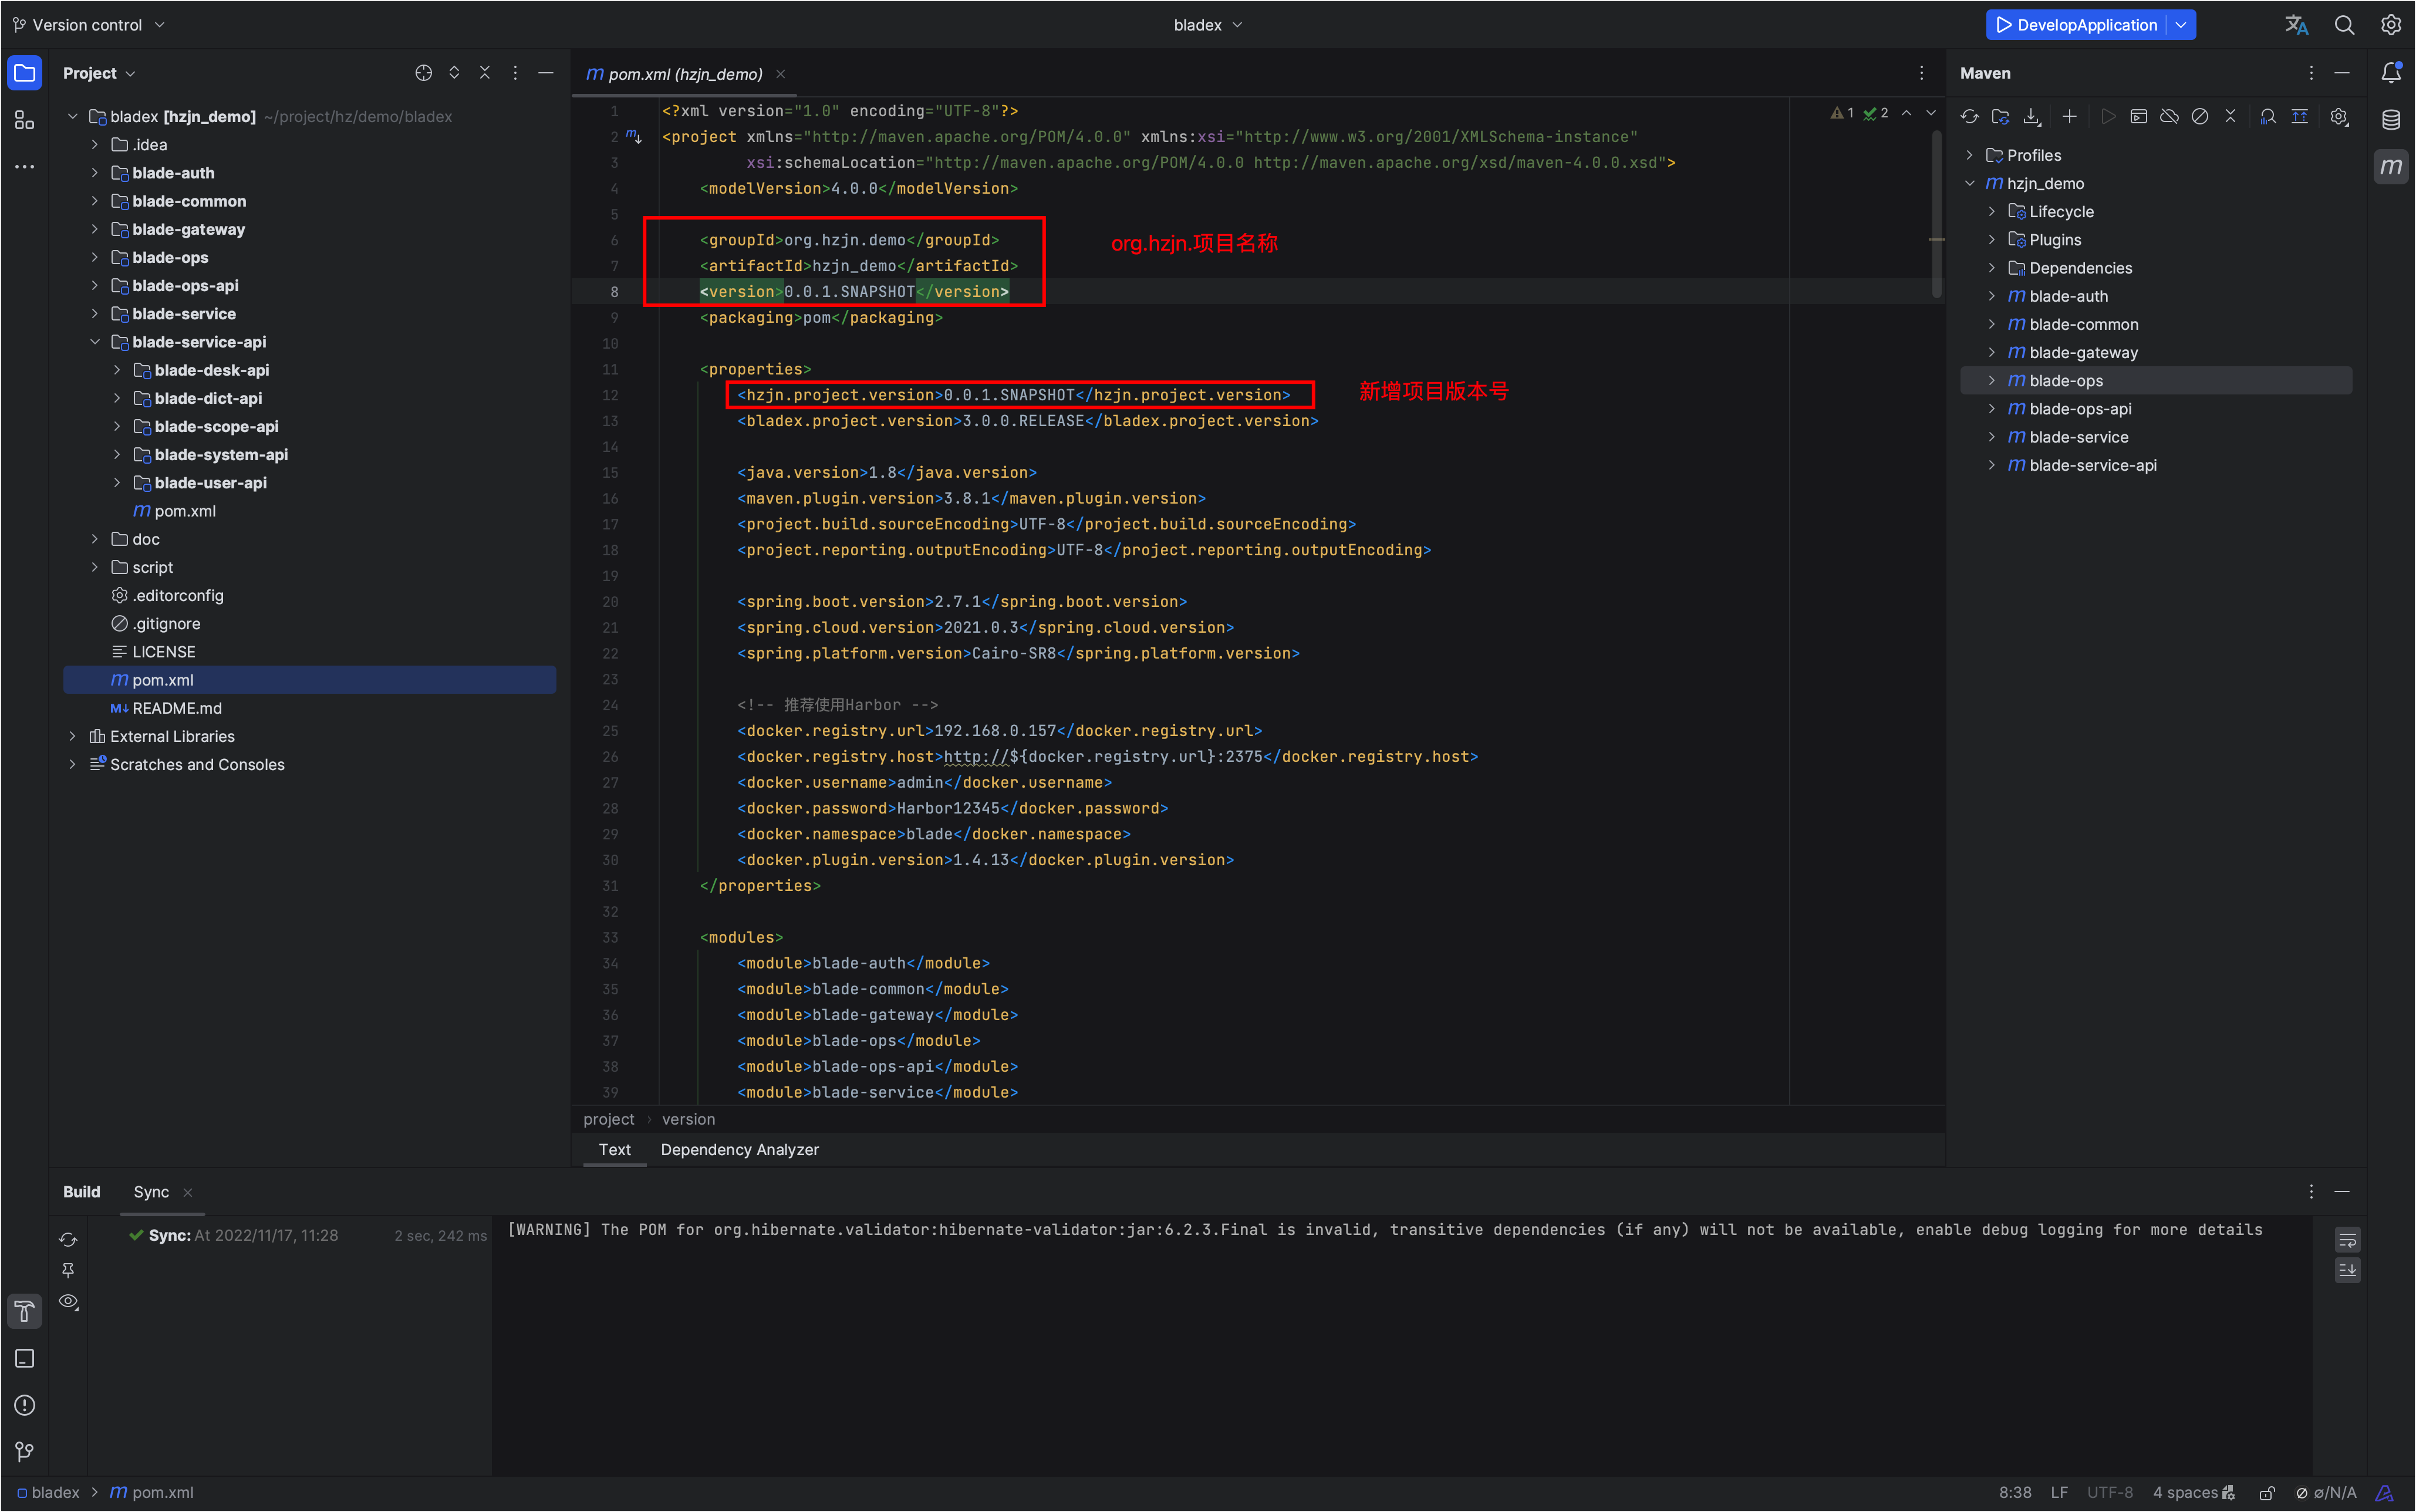 Version control
bladex
DevelopApplication
Project
bladex [hzjn_demo] ~/project/hz/demo/bladex
.idea
blade-auth
blade-common
blade-gateway
blade-ops
blade-ops-api
blade-service
blade-service-api
blade-desk-api
blade-dict-api
blade-scope-api
blade-system-api
blade-user-api
m pom.xml
doc
script
.editorconfig
.gitignore
LICENSE
m pom.xml
M↓ README.md
External Libraries
Scratches and Consoles
m pom.xml (hzjn_demo)
1 2
1 <?xml version="1.0" encoding="UTF-8"?>
2 <project xmlns="http://maven.apache.org/POM/4.0.0" xmlns:xsi="http://www.w3.org/2001/XMLSchema-instance"
3 xsi:schemaLocation="http://maven.apache.org/POM/4.0.0 http://maven.apache.org/xsd/maven-4.0.0.xsd">
4 <modelVersion>4.0.0</modelVersion>
5
6 <groupId>org.hzjn.demo</groupId>
org.hzjn.项目名称
7 <artifactId>hzjn_demo</artifactId>
8 <version>0.0.1.SNAPSHOT</version>
9 <packaging>pom</packaging>
10
11 <properties>
12 <hzjn.project.version>0.0.1.SNAPSHOT</hzjn.project.version>
新增项目版本号
13 <bladex.project.version>3.0.0.RELEASE</bladex.project.version>
14
15 <java.version>1.8</java.version>
16 <maven.plugin.version>3.8.1</maven.plugin.version>
17 <project.build.sourceEncoding>UTF-8</project.build.sourceEncoding>
18 <project.reporting.outputEncoding>UTF-8</project.reporting.outputEncoding>
19
20 <spring.boot.version>2.7.1</spring.boot.version>
21 <spring.cloud.version>2021.0.3</spring.cloud.version>
22 <spring.platform.version>Cairo-SR8</spring.platform.version>
23
24 <!-- 推荐使用Harbor -->
25 <docker.registry.url>192.168.0.157</docker.registry.url>
26 <docker.registry.host>http://${docker.registry.url}:2375</docker.registry.host>
27 <docker.username>admin</docker.username>
28 <docker.password>Harbor12345</docker.password>
29 <docker.namespace>blade</docker.namespace>
30 <docker.plugin.version>1.4.13</docker.plugin.version>
31 </properties>
32
33 <modules>
34 <module>blade-auth</module>
35 <module>blade-common</module>
36 <module>blade-gateway</module>
37 <module>blade-ops</module>
38 <module>blade-ops-api</module>
39 <module>blade-service</module>
project › version
Text Dependency Analyzer
Maven
Profiles
m hzjn_demo
Lifecycle
Plugins
Dependencies
m blade-auth
m blade-common
m blade-gateway
m blade-ops
m blade-ops-api
m blade-service
m blade-service-api
m
Build Sync
Sync: At 2022/11/17, 11:28 2 sec, 242 ms
[WARNING] The POM for org.hibernate.validator:hibernate-validator:jar:6.2.3.Final is invalid, transitive dependencies (if any) will not be available, enable debug logging for more details
bladex > m pom.xml
8:38 LF UTF-8 4 spaces ⌀/N/A